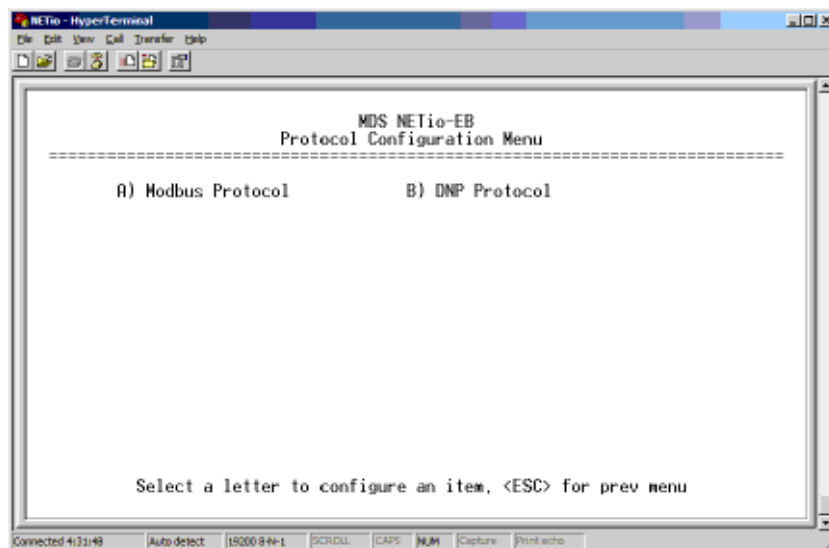 NETio - HyperTerminal
File Edit View Call Transfer Help
MDS NETio-EB
Protocol Configuration Menu
==========================================================================
A) Modbus Protocol B) DNP Protocol
Select a letter to configure an item, <ESC> for prev menu
Connected 4:31:48 Auto detect 19200 8-N-1 SCROLL CAPS NUM Capture Print echo